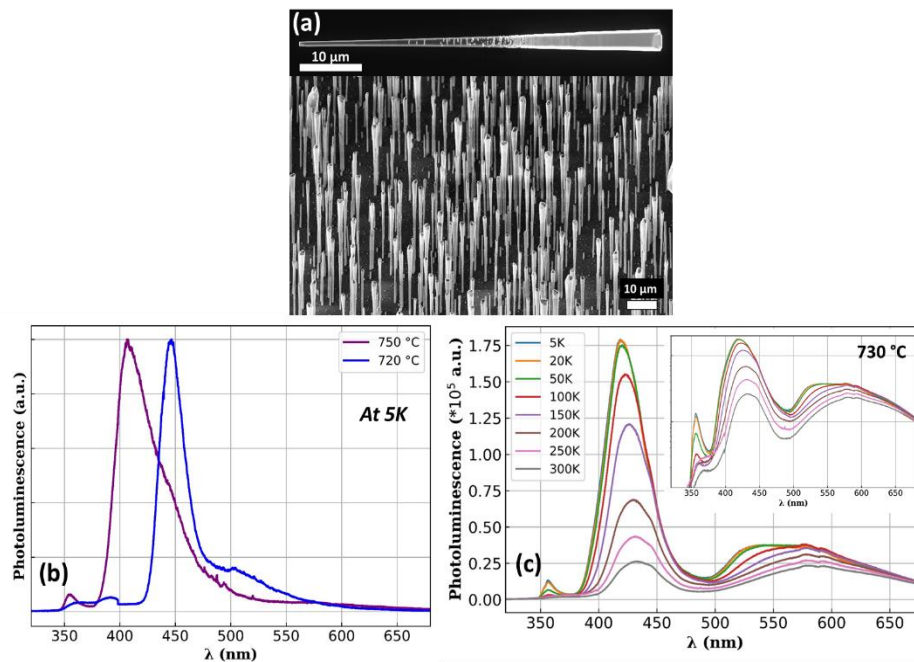 (a)
10 µm
10 µm
750 °C
720 °C
At 5K
(b)
Photoluminescence (a.u.)
350 400 450 500 550 600 650
λ (nm)
730 °C
5K
20K
50K
100K
150K
200K
250K
300K
(c)
Photoluminescence (*10⁵ a.u.)
1.75
1.50
1.25
1.00
0.75
0.50
0.25
0.00
350 400 450 500 550 600 650
λ (nm)
350 400 450 500 550 600 650
λ (nm)